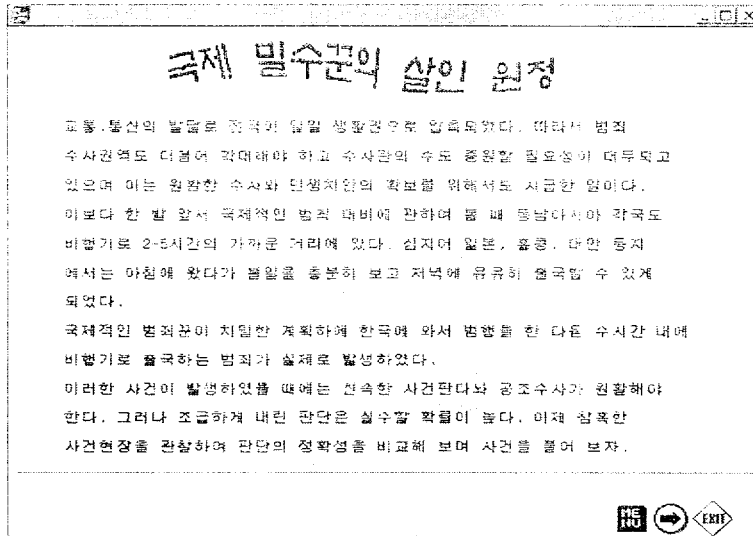 국제 밀수꾼의 살인 원정
교통.통신의 발달로 전국이 일일 생활권으로 압축되었다. 따라서 범죄
수사권역도 더불어 확대해야 하고 수사관의 수도 증원할 필요성이 대두되고
있으며 이는 원활한 수사와 민생치안의 확보를 위해서도 시급한 일이다.
이보다 한 발 앞서 국제적인 범죄 대비에 관하여 볼 때 동남아시아 각국도
비행기로 2-5시간의 가까운 거리에 있다. 심지어 일본, 홍콩, 대만 등지
에서는 아침에 왔다가 볼일을 충분히 보고 저녁에 유유히 출국할 수 있게
되었다.
국제적인 범죄꾼이 치밀한 계획하에 한국에 와서 범행을 한 다음 수시간 내에
비행기로 출국하는 범죄가 실제로 발생하였다.
이러한 사건이 발생하였을 때에는 신속한 사건판단과 공조수사가 원활해야
한다. 그러나 조급하게 내린 판단은 실수할 확률이 높다. 이제 참혹한
사건현장을 관찰하여 판단의 정확성을 비교해 보며 사건을 풀어 보자.
MENU EXIT